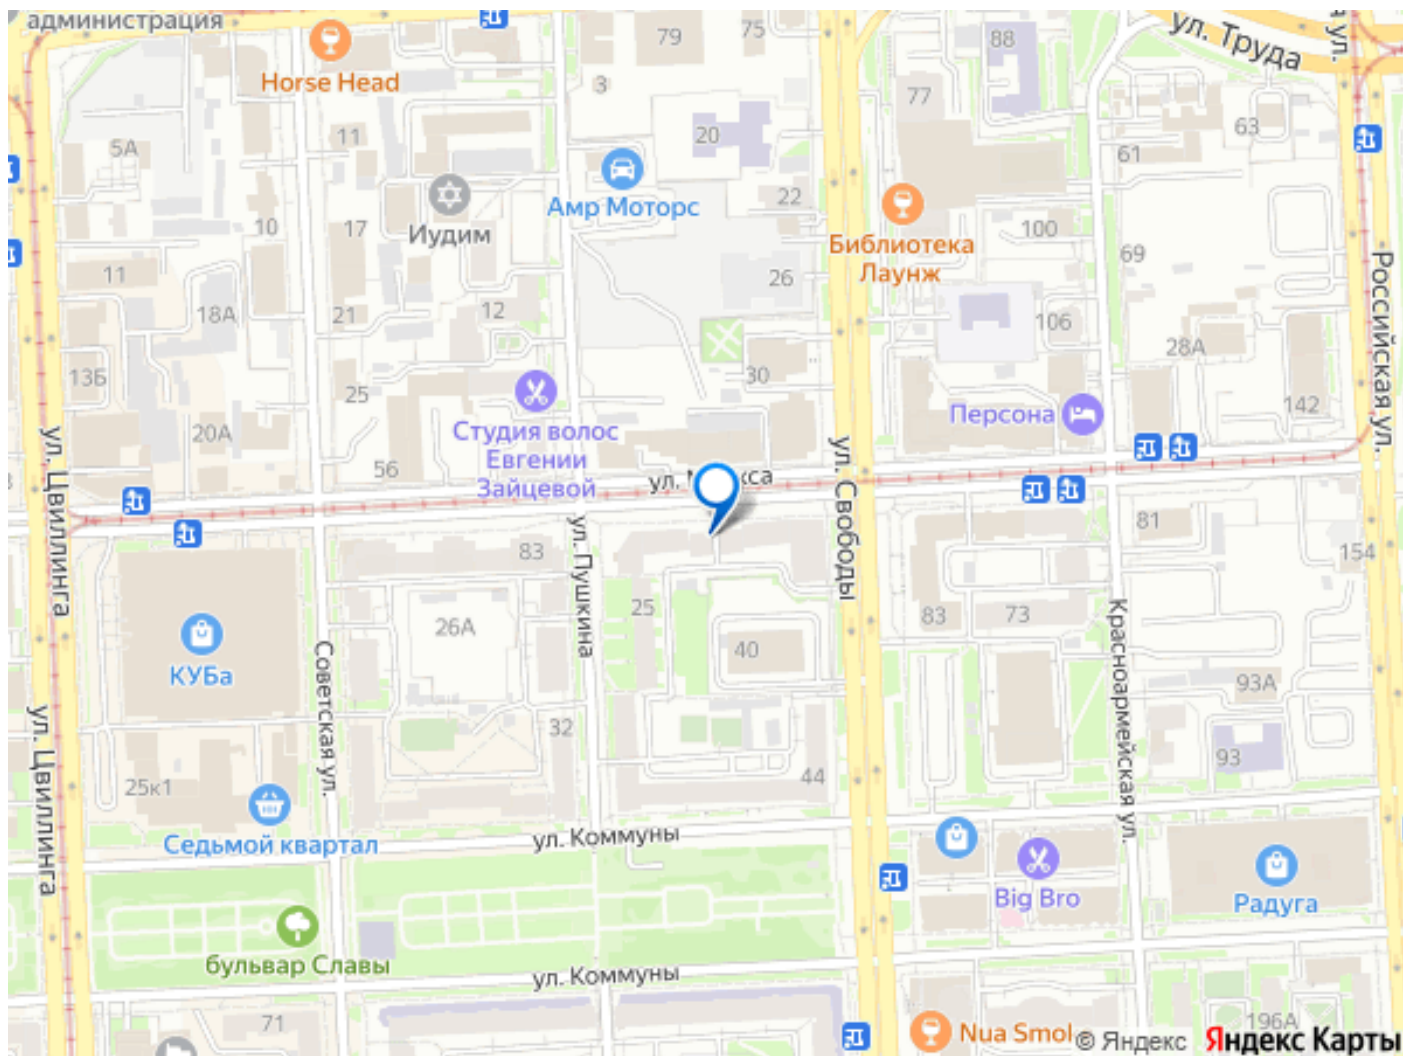 администрация
79
75
88
ул. Труда
а ул.
Horse Head
3
77
20
63
5А
11
61
Амр Моторс
22
10
17
Иудим
100
Библиотека
Лаунж
69
11
26
18А
21
12
106
Российская ул.
28А
13Б
30
25
Персона
142
20А
Студия волос
Евгении
Зайцевой
56
ул. Цвиллинга
ул. Свободы
81
83
154
ул. Пушкина
25
83
73
26А
40
КУБа
Советская ул.
Красноармейская ул.
93А
32
ул. Цвиллинга
93
44
25к1
ул. Коммуны
Седьмой квартал
Big Bro
Радуга
бульвар Славы
ул. Коммуны
71
Nua Smol
196А
© Яндекс
Яндекс Карты